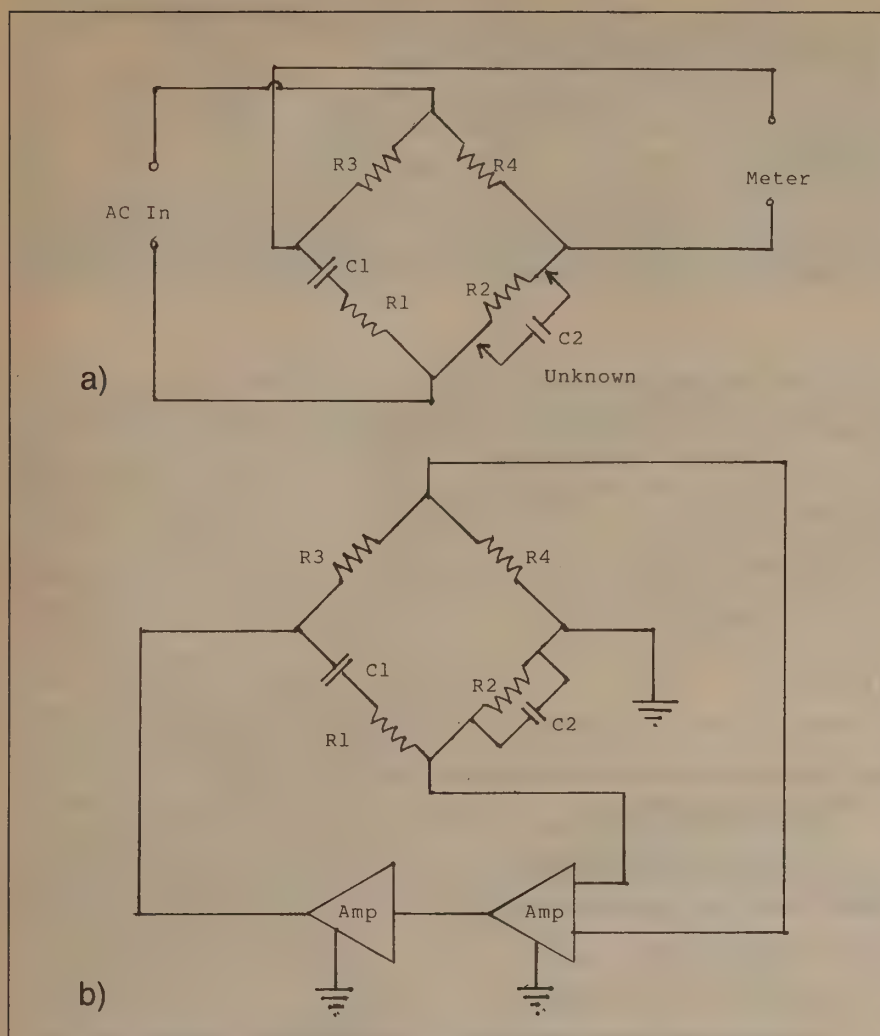 R3
R4
AC In
Meter
C1
R1
R2
C2
a)
Unknown
R3
R4
C1
R2
C2
R1
Amp
Amp
b)